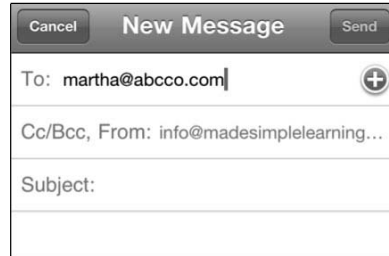 Cancel New Message Send
To: martha@abcco.com
Cc/Bcc, From: info@madesimplelearning...
Subject: